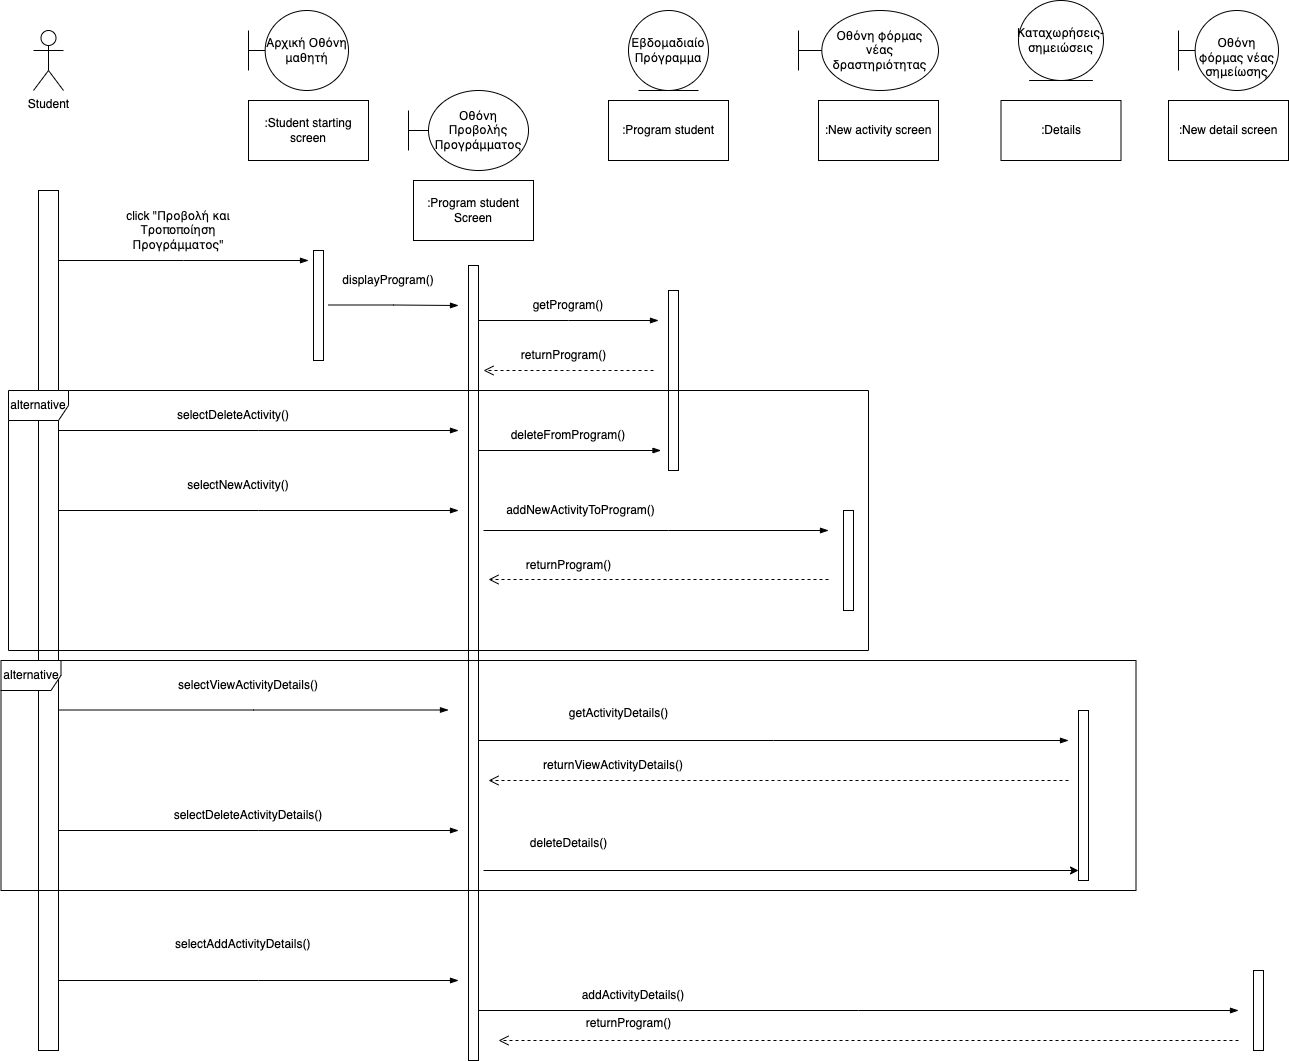 Student
Αρχική Οθόνη
μαθητή
:Student starting
screen
Οθόνη
Προβολής
Προγράμματος
:Program student
Screen
Εβδομαδιαίο
Πρόγραμμα
:Program student
Οθόνη φόρμας
νέας
δραστηριότητας
:New activity screen
Καταχωρήσεις-
σημειώσεις
:Details
Οθόνη
φόρμας νέας
σημείωσης
:New detail screen
click "Προβολή και
Τροποποίηση
Προγράμματος"
displayProgram()
getProgram()
returnProgram()
alternative
selectDeleteActivity()
deleteFromProgram()
selectNewActivity()
addNewActivityToProgram()
returnProgram()
alternative
selectViewActivityDetails()
getActivityDetails()
returnViewActivityDetails()
selectDeleteActivityDetails()
deleteDetails()
selectAddActivityDetails()
addActivityDetails()
returnProgram()